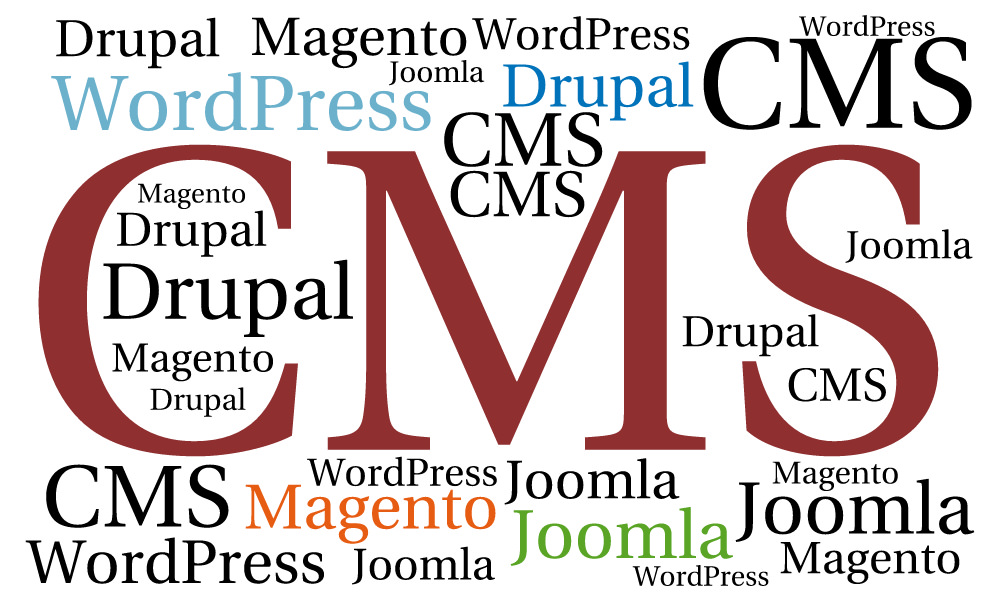 Drupal Magento WordPress WordPress
Joomla
WordPress Drupal CMS
CMS
CMS
CMS
Magento
Drupal
Joomla
Drupal
Drupal
Magento
CMS
Drupal
WordPress Joomla Magento
CMS Magento Joomla Joomla
WordPress Joomla WordPress Magento